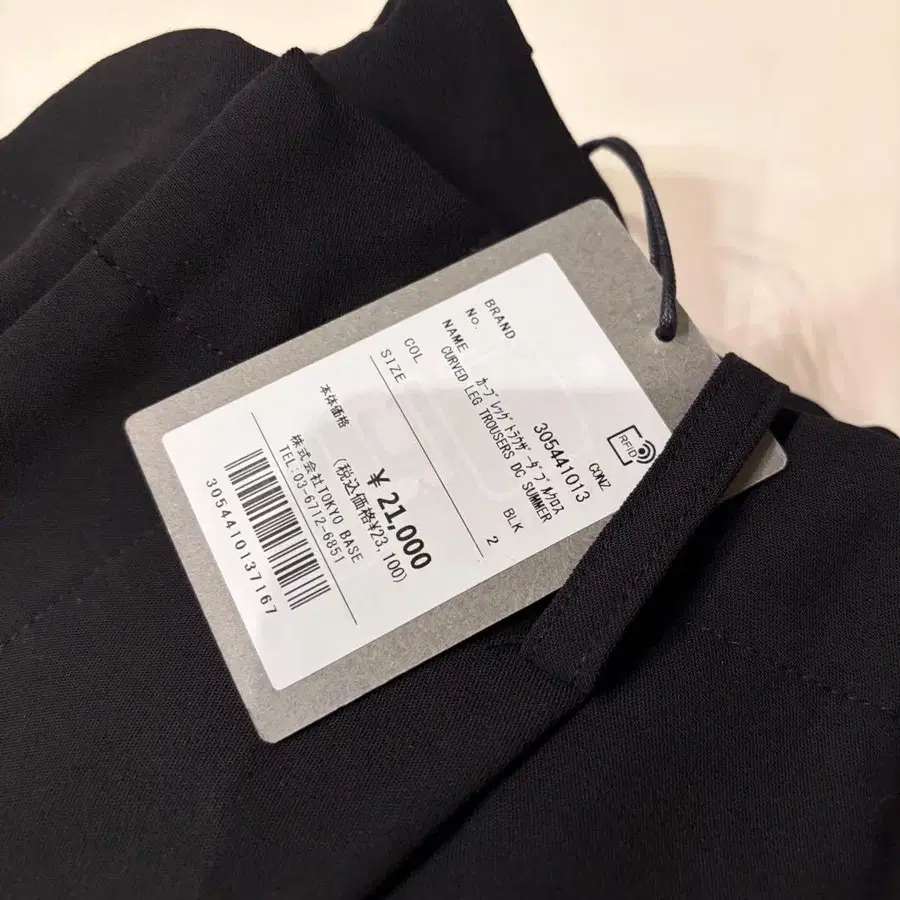 BRAND CONZ
No. 305441013
NAME カーブレッグトラウザーダブルクロス
CURVED LEG TROUSERS DC SUMMER
COL BLK
SIZE 2
本体価格 ¥ 21,000
(税込価格¥23,100)
株式会社TOKYO BASE
TEL:03-6712-6851
3054410137167
RFID